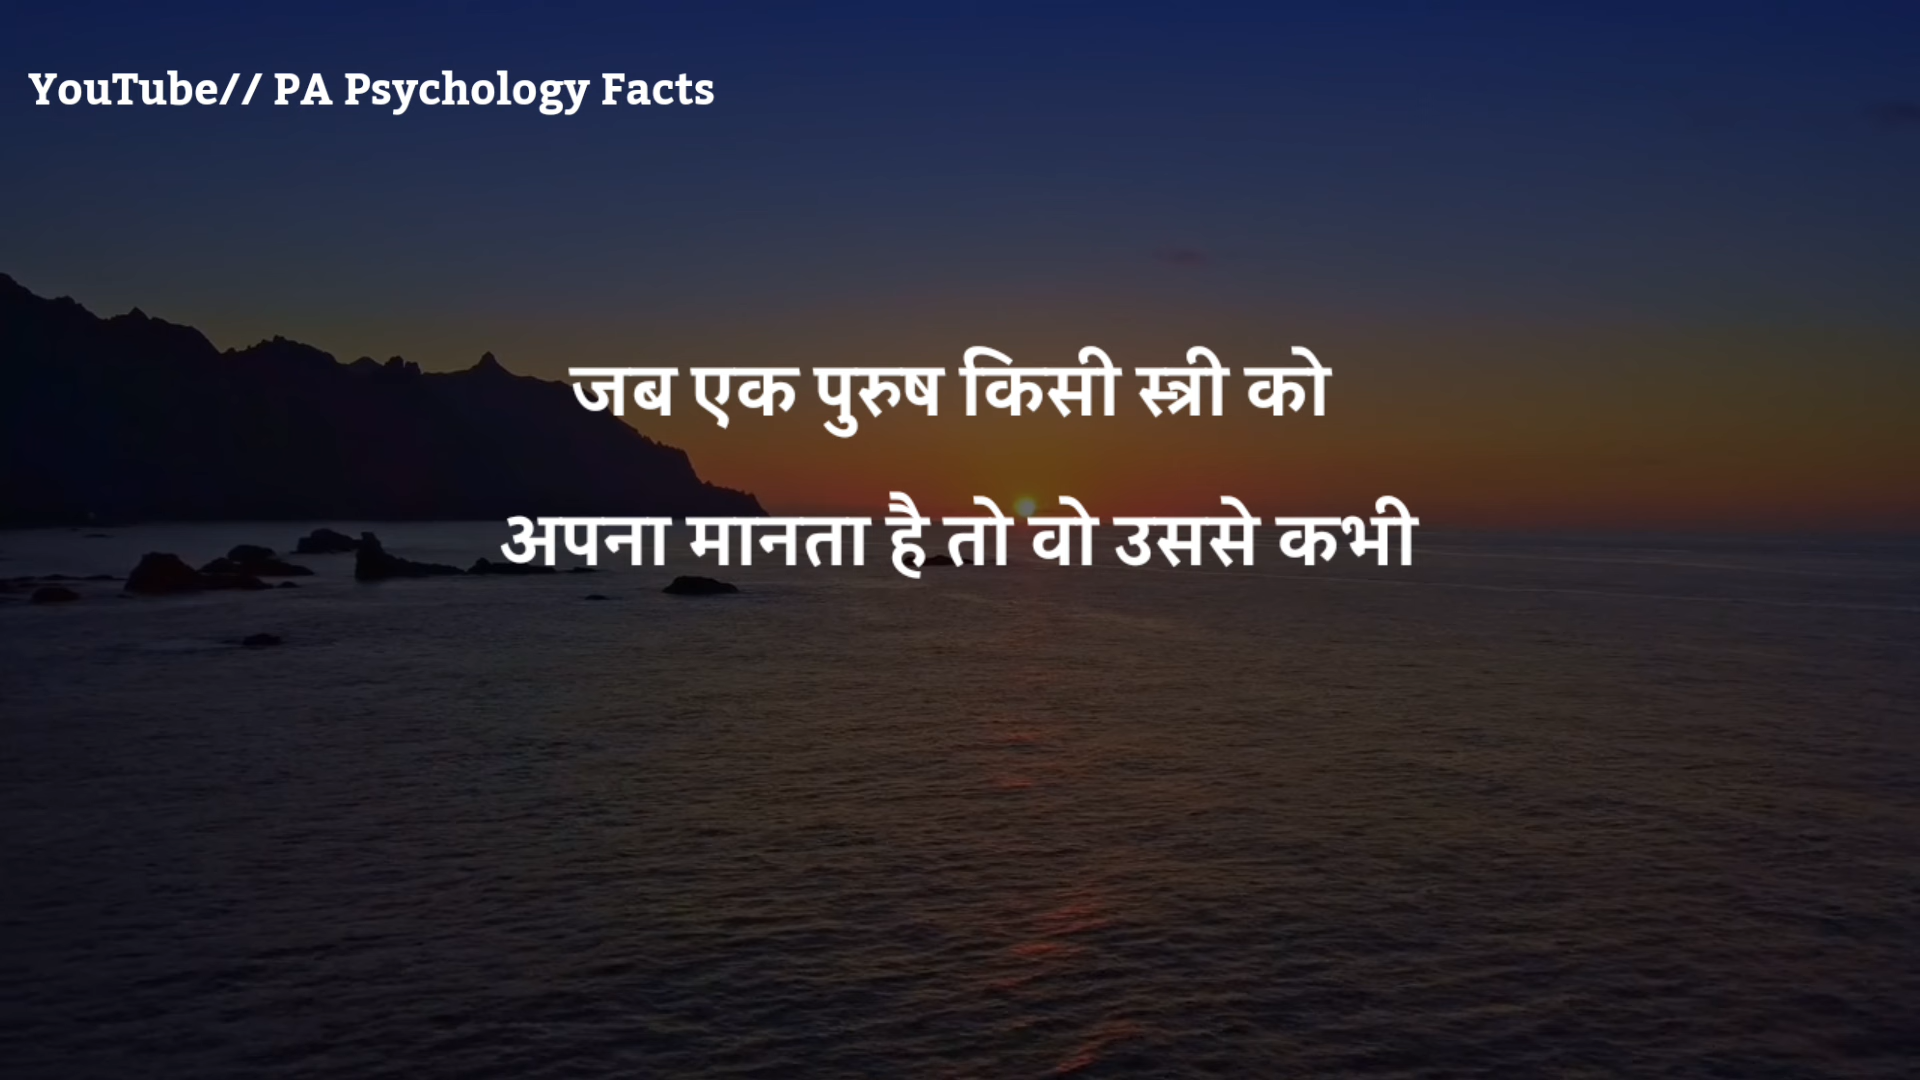 YouTube// PA Psychology Facts
जब एक पुरुष किसी स्त्री को
अपना मानता है तो वो उससे कभी